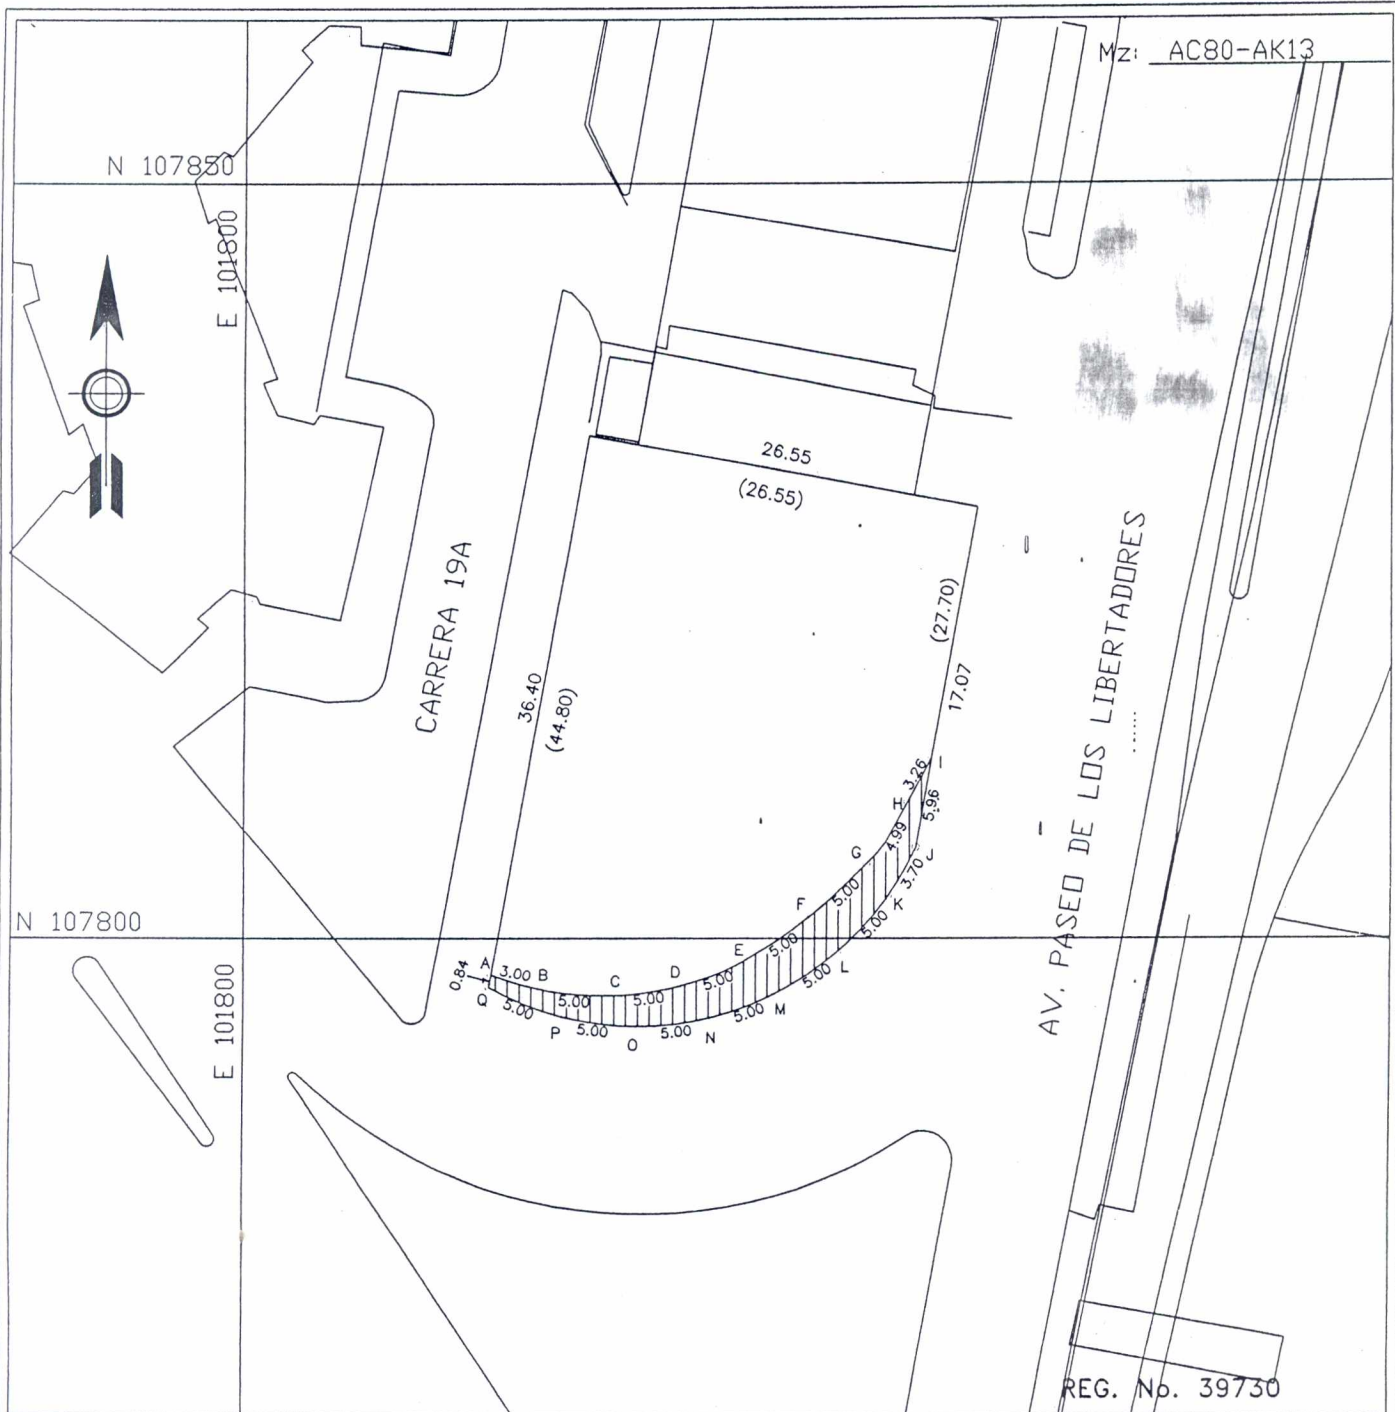 Mz: AC80-AK13
N 107850
E 101800
26.55
(26.55)
CARRERA 19A
36.40
(44.80)
(27.70)
17.07
AV. PASEO DE LOS LIBERTADORES
I
3.26
H
5.96
4.99
G
J
3.70
5.00
F
K
5.00
N 107800
5.00
E
L
A
3.00
B
C
D
5.00
5.00
0.84
Q
5.00
5.00
5.00
5.00
M
P
5.00
O
5.00
N
E 101800
REG. No. 39730